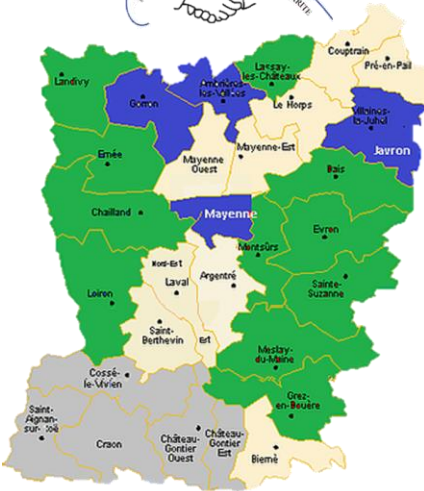 RITE
Couptrain
Pré-en-Pail
Landivy
Lassay-
les-Châteaux
Ambrières-
les-Vallées
Gorron
Le Horps
Villaines-
la-Juhel
Javron
Ernée
Mayenne
Ouest
Mayenne-Est
Bais
Chailland
Mayenne
Evron
Montsûrs
Nord-Est
Laval
Argentré
Loiron
Sainte-
Suzanne
Saint-
Berthevin
Est
Meslay-
du-Maine
Cossé-
le-Vivien
Grez-
en-Bouère
Saint-
Aignan-
sur-Roë
Craon
Château-
Gontier
Ouest
Château-
Gontier
Est
Bierné